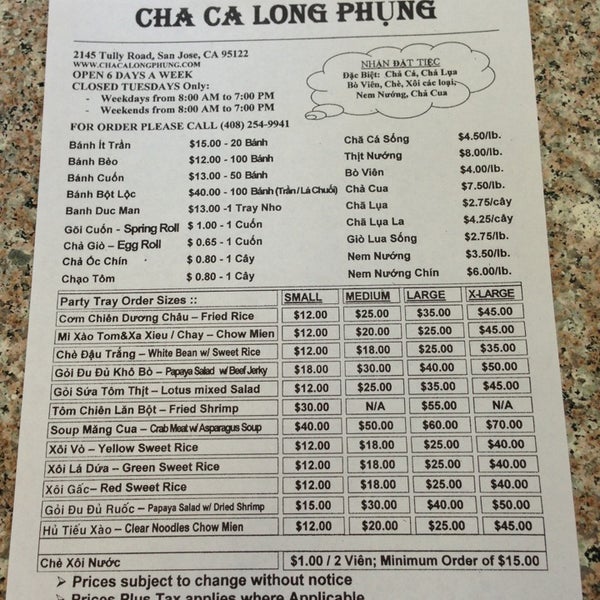 CHA CA LONG PHỤNG
2145 Tully Road, San Jose, CA 95122
WWW.CHACALONGPHUNG.COM
OPEN 6 DAYS A WEEK
CLOSED TUESDAYS Only:
- Weekdays from 8:00 AM to 7:00 PM
- Weekends from 8:00 AM to 7:00 PM
FOR ORDER PLEASE CALL (408) 254-9941
NHẬN ĐẶT TIỆC
Đặc Biệt: Chả Cá, Chả Lụa
Bò Viên, Chè, Xôi các loại,
Nem Nướng, Chả Cua
Bánh Ít Trần $15.00 - 20 Bánh
Bánh Bèo $12.00 - 100 Bánh
Bánh Cuốn $13.00 - 50 Bánh
Bánh Bột Lộc $40.00 - 100 Bánh (Trần / Lá Chuối)
Banh Duc Man $13.00 -1 Tray Nho
Gõi Cuốn - Spring Roll $ 1.00 - 1 Cuốn
Chả Giò – Egg Roll $ 0.65 - 1 Cuốn
Chả Ốc Chín $ 0.80 - 1 Cây
Chạo Tôm $ 0.80 - 1 Cây
Chã Cá Sống $4.50/lb.
Thịt Nướng $8.00/lb.
Bò Viên $4.00/lb.
Chả Cua $7.50/lb.
Chã Lụa $2.75/cây
Chã Lụa La $4.25/cây
Giò Lua Sống $2.75/lb.
Nem Nướng $3.50/lb.
Nem Nướng Chín $6.00/lb.
Party Tray Order Sizes :: SMALL MEDIUM LARGE X-LARGE
Cơm Chiên Dương Châu – Fried Rice $12.00 $25.00 $35.00 $45.00
Mì Xào Tom&Xa Xieu / Chay – Chow Mien $12.00 $20.00 $25.00 $45.00
Chè Đậu Trắng – White Bean w/ Sweet Rice $12.00 $18.00 $25.00 $35.00
Gỏi Đu Đủ Khô Bò – Papaya Salad w/ Beef Jerky $18.00 $30.00 $40.00 $50.00
Gỏi Sứa Tôm Thịt – Lotus mixed Salad $12.00 $25.00 $35.00 $45.00
Tôm Chiên Lăn Bột – Fried Shrimp $30.00 N/A $55.00 N/A
Soup Măng Cua – Crab Meat w/ Asparagus Soup $40.00 $50.00 $60.00 $70.00
Xôi Vò – Yellow Sweet Rice $12.00 $18.00 $25.00 $40.00
Xôi Lá Dứa – Green Sweet Rice $12.00 $18.00 $25.00 $40.00
Xôi Gấc– Red Sweet Rice $12.00 $18.00 $25.00 $40.00
Gỏi Đu Đủ Ruốc – Papaya Salad w/ Dried Shrimp $15.00 $30.00 $40.00 $50.00
Hủ Tiếu Xào – Clear Noodles Chow Mien $12.00 $20.00 $25.00 $45.00
Chè Xôi Nước $1.00 / 2 Viên; Minimum Order of $15.00
➢ Prices subject to change without notice
➢ Prices Plus Tax applies where Applicable